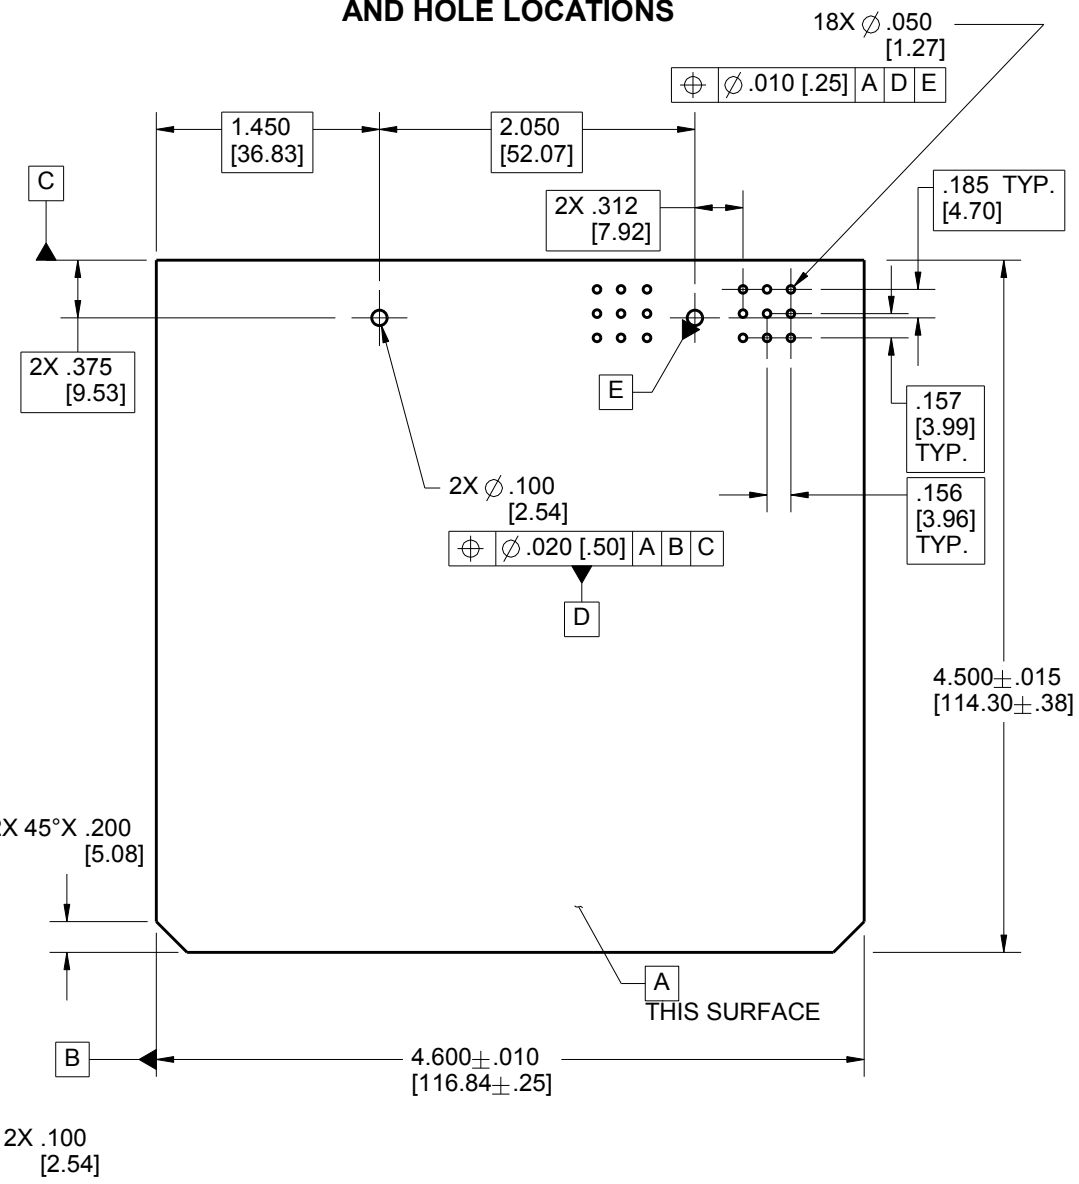 AND HOLE LOCATIONS
18X ⌀ .050
[1.27]
⌖ ⌀ .010 [.25] A D E
1.450
[36.83]
2.050
[52.07]
C
2X .312
[7.92]
.185 TYP.
[4.70]
2X .375
[9.53]
E
.157
[3.99]
TYP.
2X ⌀ .100
[2.54]
.156
[3.96]
TYP.
⌖ ⌀ .020 [.50] A B C
D
4.500±.015
[114.30±.38]
X 45°X .200
[5.08]
A
THIS SURFACE
B
4.600±.010
[116.84±.25]
2X .100
[2.54]